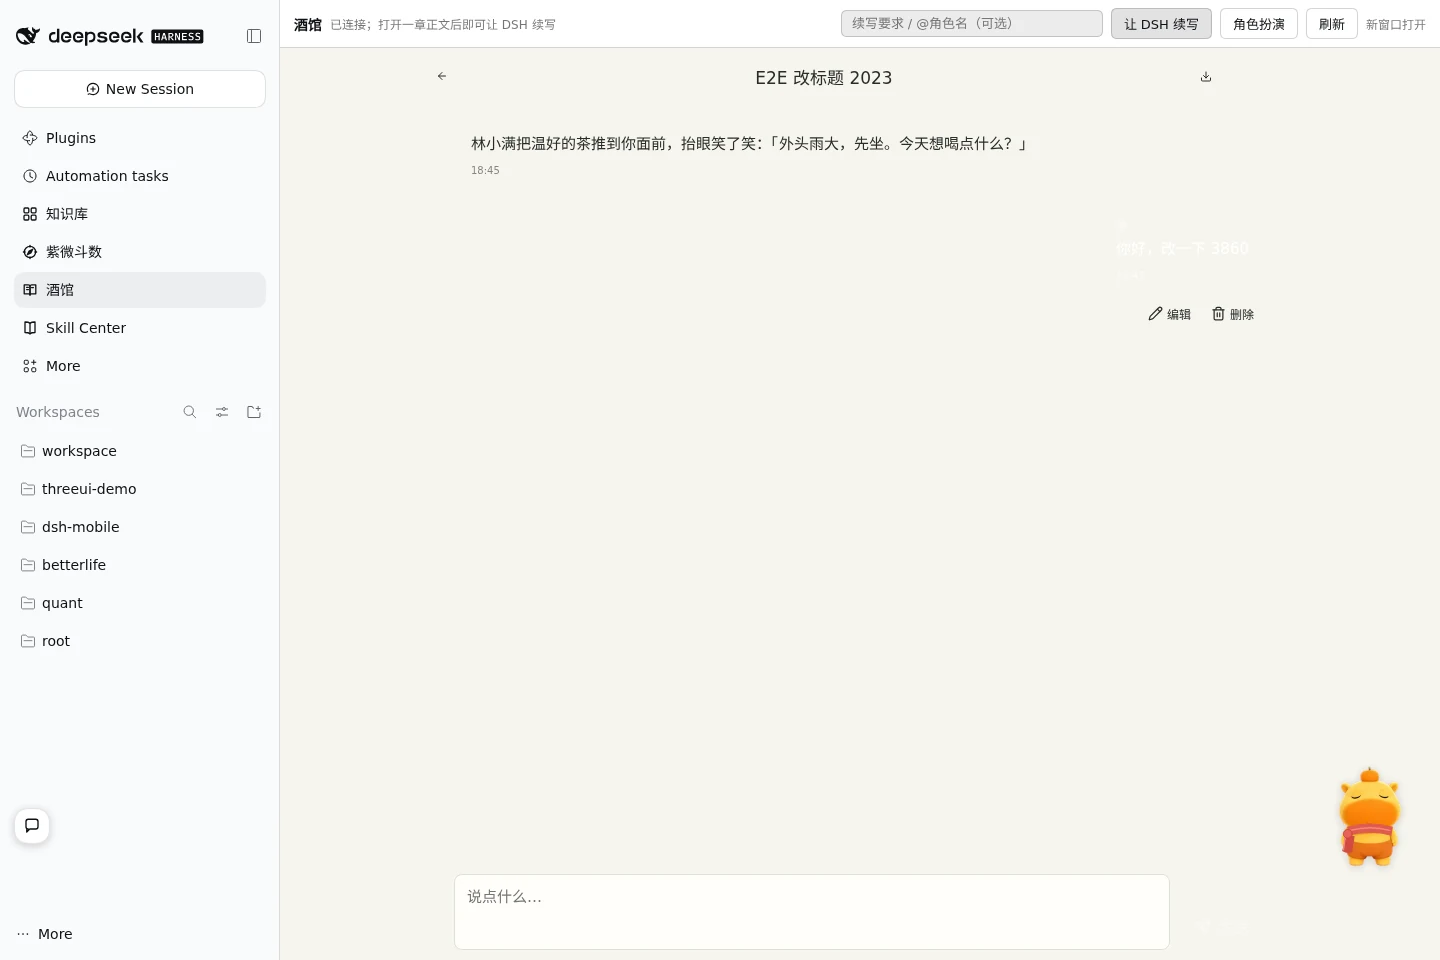 deepseek HARNESS
New Session
Plugins
Automation tasks
知识库
紫微斗数
酒馆
Skill Center
More
Workspaces
workspace
threeui-demo
dsh-mobile
betterlife
quant
root
More
酒馆 已连接；打开一章正文后即可让 DSH 续写
续写要求 / @角色名（可选）
让 DSH 续写
角色扮演
刷新
新窗口打开
E2E 改标题 2023
林小满把温好的茶推到你面前，抬眼笑了笑：「外头雨大，先坐。今天想喝点什么？」
18:45
你好，改一下 3860
编辑
删除
说点什么…